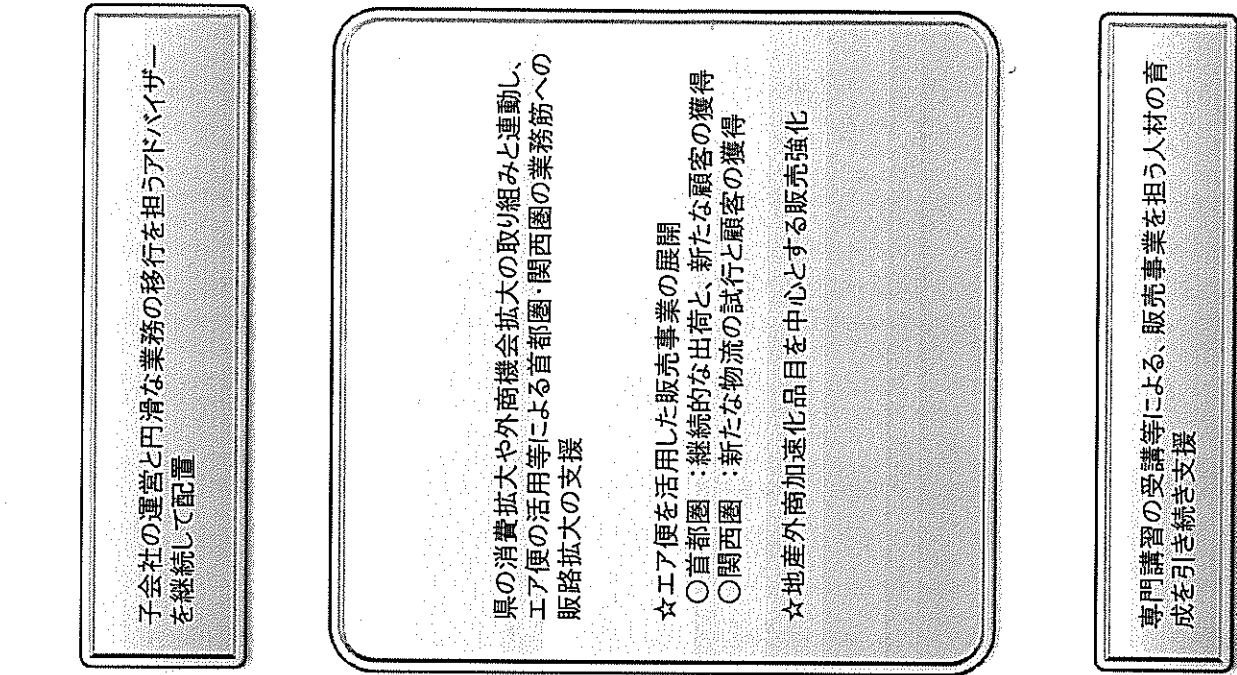 子会社の運営と円滑な業務の移行を担うアドバイザー
を継続して配置
県の消費拡大や外商機会拡大の取り組みと連動し、
エア便の活用等による首都圏・関西圏の業務筋への
販路拡大の支援
☆エア便を活用した販売事業の展開
○首都圏　：継続的な出荷と、新たな顧客の獲得
○関西圏　：新たな物流の試行と顧客の獲得
☆地産外商加速化品目を中心とする販売強化
専門講習の受講等による、販売事業を担う人材の育
成を引き続き支援